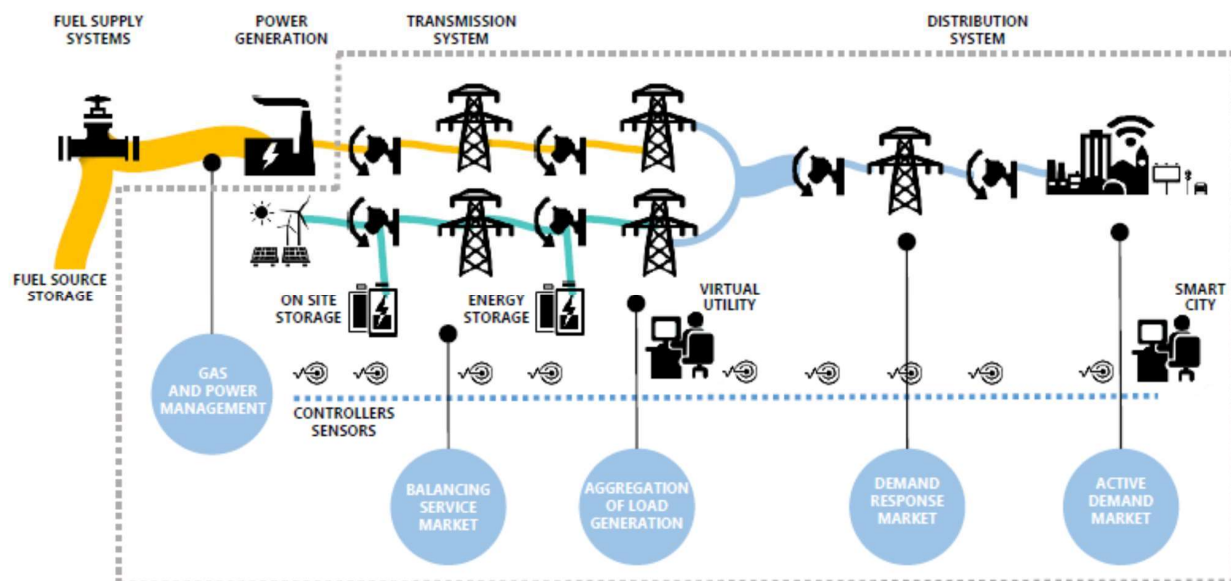 FUEL SUPPLY
SYSTEMS
POWER
GENERATION
TRANSMISSION
SYSTEM
DISTRIBUTION
SYSTEM
FUEL SOURCE
STORAGE
ON SITE
STORAGE
ENERGY
STORAGE
VIRTUAL
UTILITY
SMART
CITY
GAS
AND POWER
MANAGEMENT
CONTROLLERS
SENSORS
BALANCING
SERVICE
MARKET
AGGREGATION
OF LOAD
GENERATION
DEMAND
RESPONSE
MARKET
ACTIVE
DEMAND
MARKET